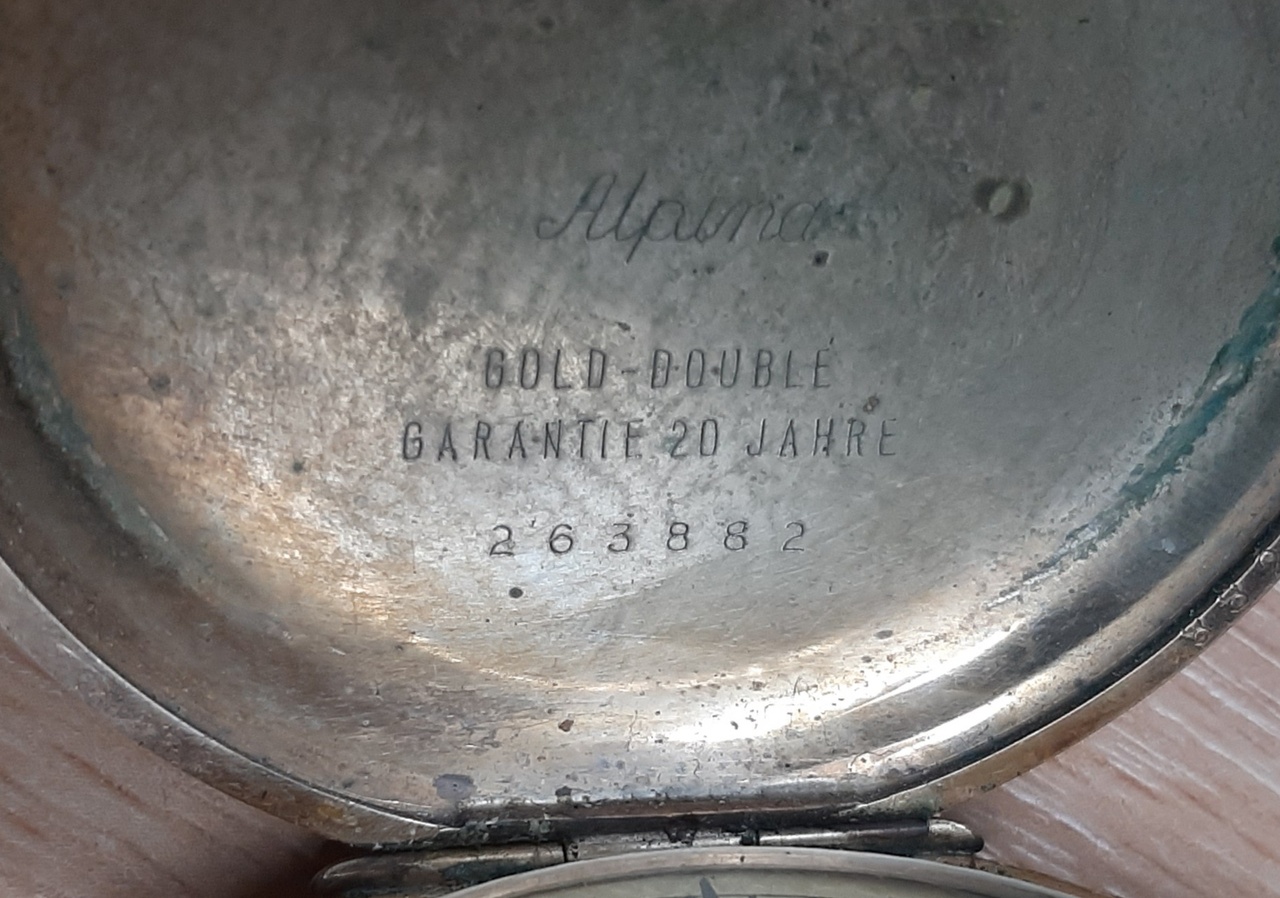 Alpina
GOLD-DOUBLÉ
GARANTIE 20 JAHRE
263882